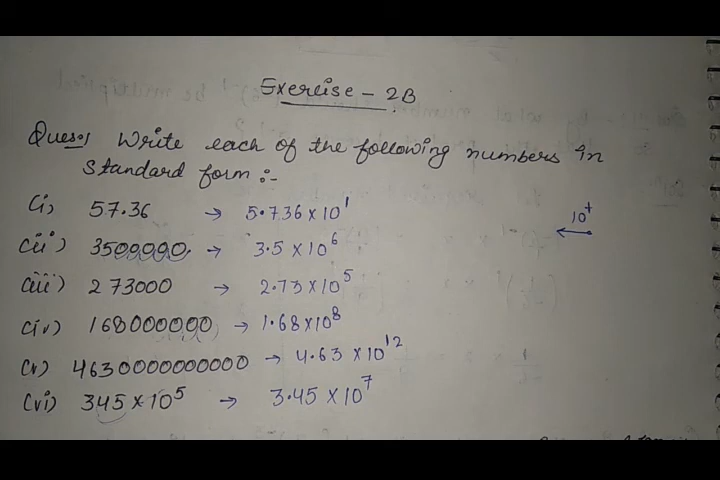 Exercise - 2B
Ques:1 Write each of the following numbers in
Standard form :-
(i) 57.36 → 5.736 × 10¹
(ii) 3500000. → 3.5 × 10⁶
(iii) 273000 → 2.73 × 10⁵
(iv) 168000000 → 1.68 × 10⁸
(v) 4630000000000 → 4.63 × 10¹²
(vi) 345 × 10⁵ → 3.45 × 10⁷
10⁺